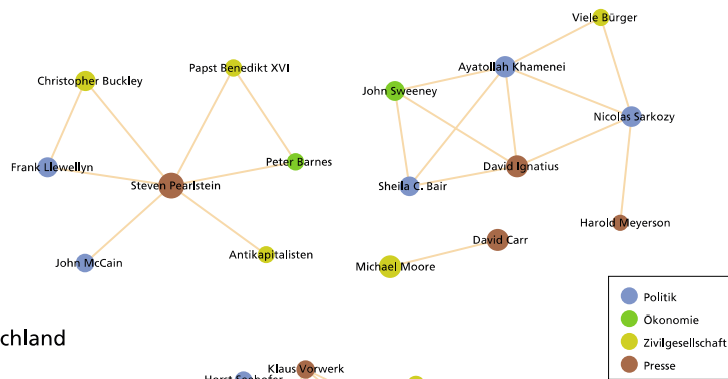 Viele Bürger
Papst Benedikt XVI
Ayatollah Khamenei
Christopher Buckley
John Sweeney
Nicolas Sarkozy
Peter Barnes
Frank Llewellyn
David Ignatius
Steven Pearlstein
Sheila C. Bair
Harold Meyerson
David Carr
Antikapitalisten
John McCain
Michael Moore
Politik
Ökonomie
Zivilgesellschaft
Presse
chland
Klaus Vorwerk